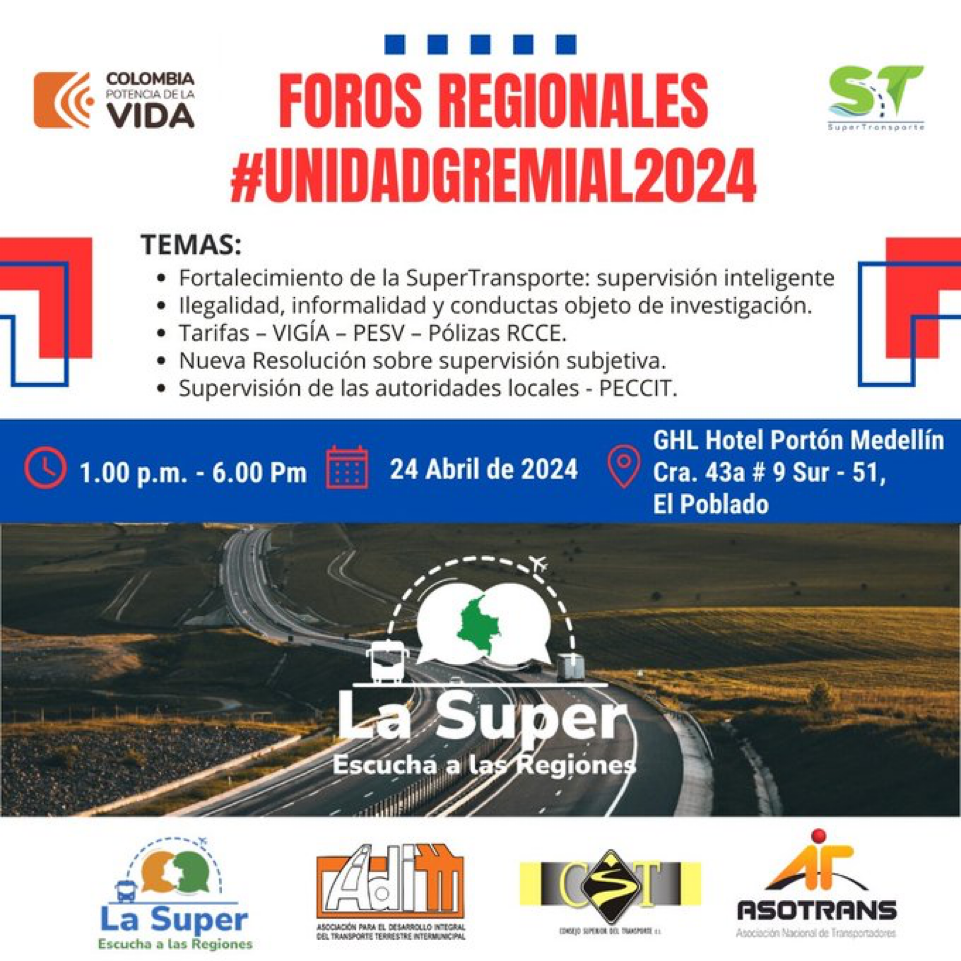 COLOMBIA
POTENCIA DE LA
VIDA
FOROS REGIONALES
#UNIDADGREMIAL2024
ST
SuperTransporte
TEMAS:
• Fortalecimiento de la SuperTransporte: supervisión inteligente
• Ilegalidad, informalidad y conductas objeto de investigación.
• Tarifas – VIGÍA – PESV – Pólizas RCCE.
• Nueva Resolución sobre supervisión subjetiva.
• Supervisión de las autoridades locales - PECCIT.
1.00 p.m. - 6.00 Pm
24 Abril de 2024
GHL Hotel Portón Medellín
Cra. 43a # 9 Sur - 51,
El Poblado
La Super
Escucha a las Regiones
La Super
Escucha a las Regiones
Aditt
ASOCIACIÓN PARA EL DESARROLLO INTEGRAL
DEL TRANSPORTE TERRESTRE INTERMUNICIPAL
CST
CONSEJO SUPERIOR DEL TRANSPORTE
ASOTRANS
Asociación Nacional de Transportadores